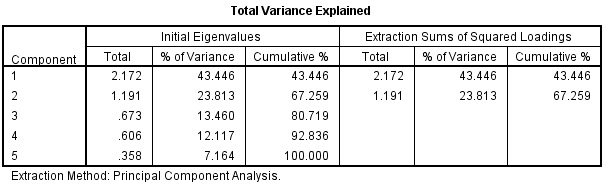 Total Variance Explained
Initial Eigenvalues Extraction Sums of Squared Loadings
Component Total % of Variance Cumulative % Total % of Variance Cumulative %
1 2.172 43.446 43.446 2.172 43.446 43.446
2 1.191 23.813 67.259 1.191 23.813 67.259
3 .673 13.460 80.719
4 .606 12.117 92.836
5 .358 7.164 100.000
Extraction Method: Principal Component Analysis.